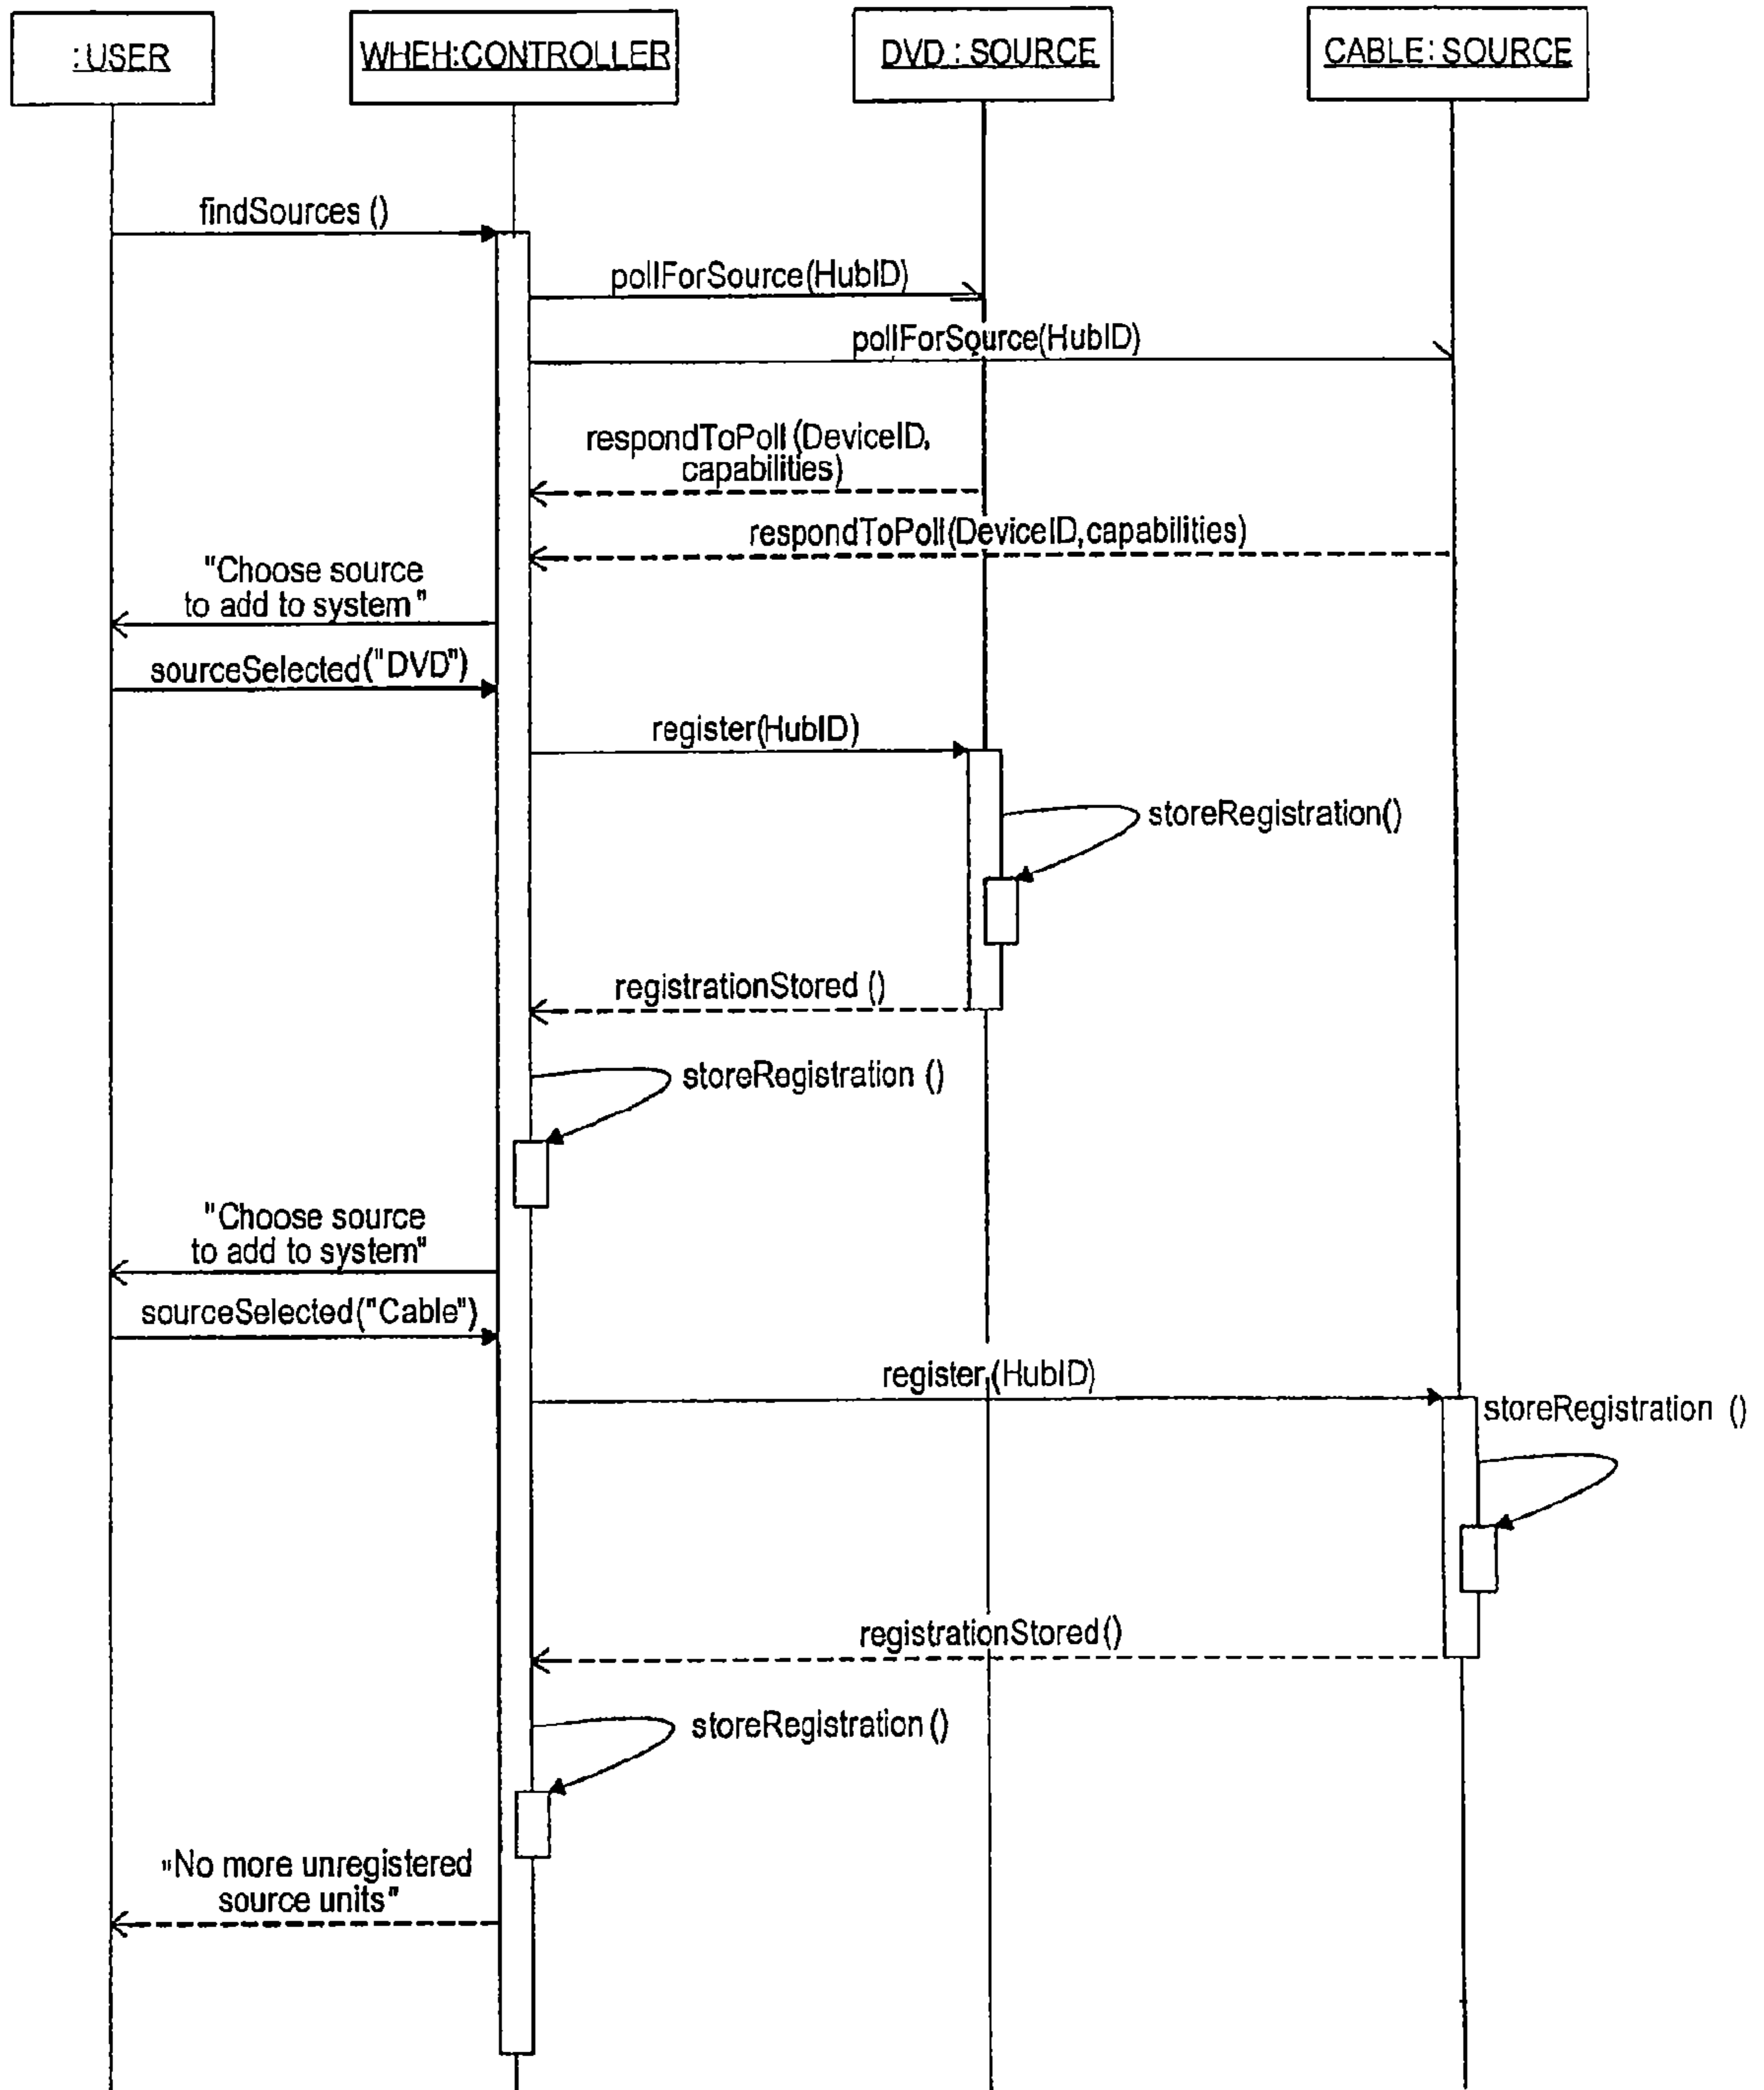 :USER
WHEH:CONTROLLER
DVD : SOURCE
CABLE: SOURCE
findSources ()
pollForSource(HubID)
pollForSource(HubID)
respondToPoll (DeviceID,
capabilities)
respondToPoll(DeviceID,capabilities)
"Choose source
to add to system"
sourceSelected("DVD")
register(HubID)
storeRegistration()
registrationStored ()
storeRegistration ()
"Choose source
to add to system"
sourceSelected("Cable")
register (HubID)
storeRegistration ()
registrationStored()
storeRegistration ()
"No more unregistered
source units"